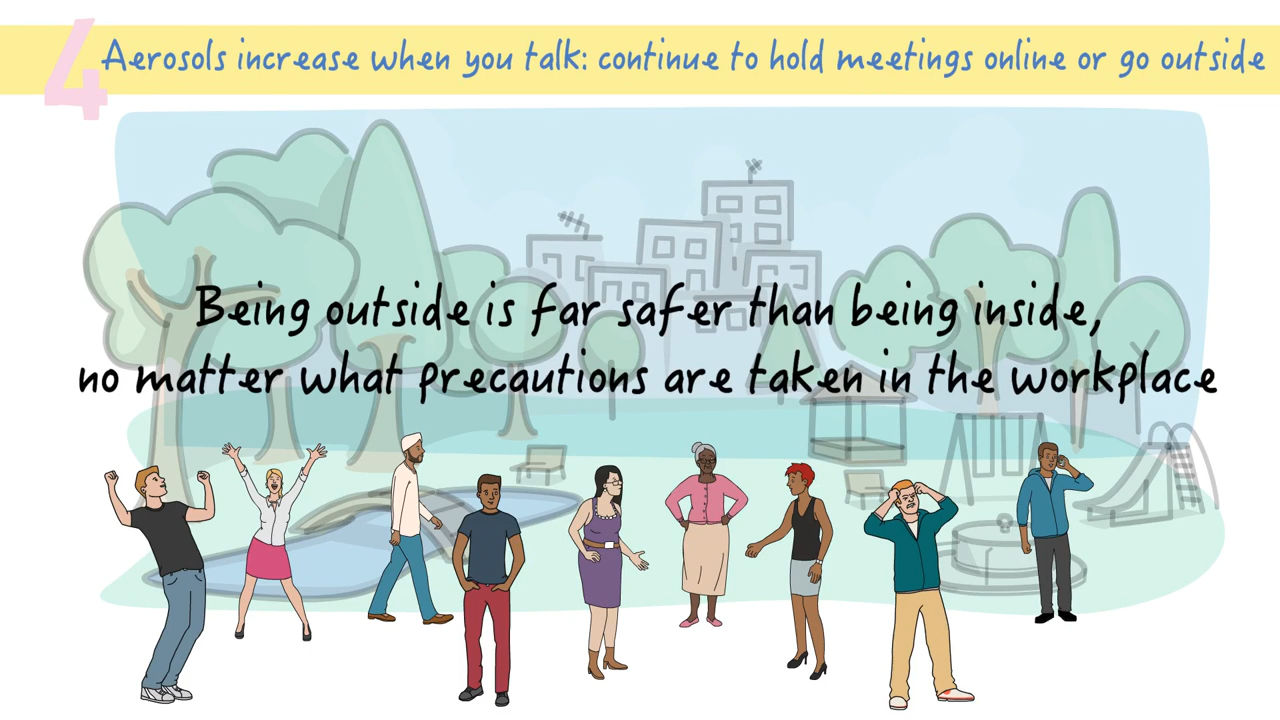 4 Aerosols increase when you talk: continue to hold meetings online or go outside
Being outside is far safer than being inside,
no matter what precautions are taken in the workplace